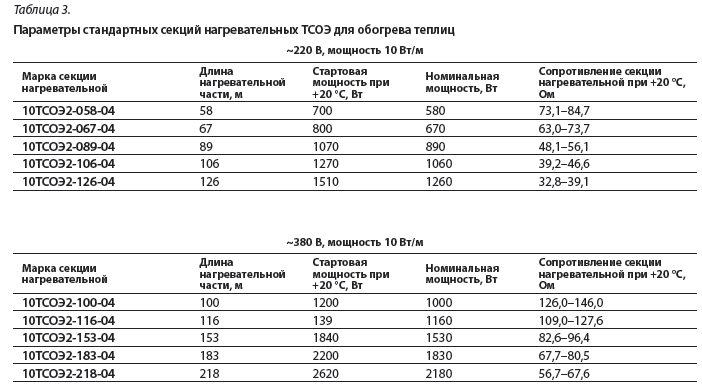 Таблица 3.
Параметры стандартных секций нагревательных ТСОЭ для обогрева теплиц
~220 В, мощность 10 Вт/м
Марка секции нагревательной Длина нагревательной части, м Стартовая мощность при +20 °С, Вт Номинальная мощность, Вт Сопротивление секции нагревательной при +20 °С, Ом
10ТСОЭ2-058-04 58 700 580 73,1–84,7
10ТСОЭ2-067-04 67 800 670 63,0–73,7
10ТСОЭ2-089-04 89 1070 890 48,1–56,1
10ТСОЭ2-106-04 106 1270 1060 39,2–46,6
10ТСОЭ2-126-04 126 1510 1260 32,8–39,1
~380 В, мощность 10 Вт/м
Марка секции нагревательной Длина нагревательной части, м Стартовая мощность при +20 °С, Вт Номинальная мощность, Вт Сопротивление секции нагревательной при +20 °С, Ом
10ТСОЭ2-100-04 100 1200 1000 126,0–146,0
10ТСОЭ2-116-04 116 139 1160 109,0–127,6
10ТСОЭ2-153-04 153 1840 1530 82,6–96,4
10ТСОЭ2-183-04 183 2200 1830 67,7–80,5
10ТСОЭ2-218-04 218 2620 2180 56,7–67,6